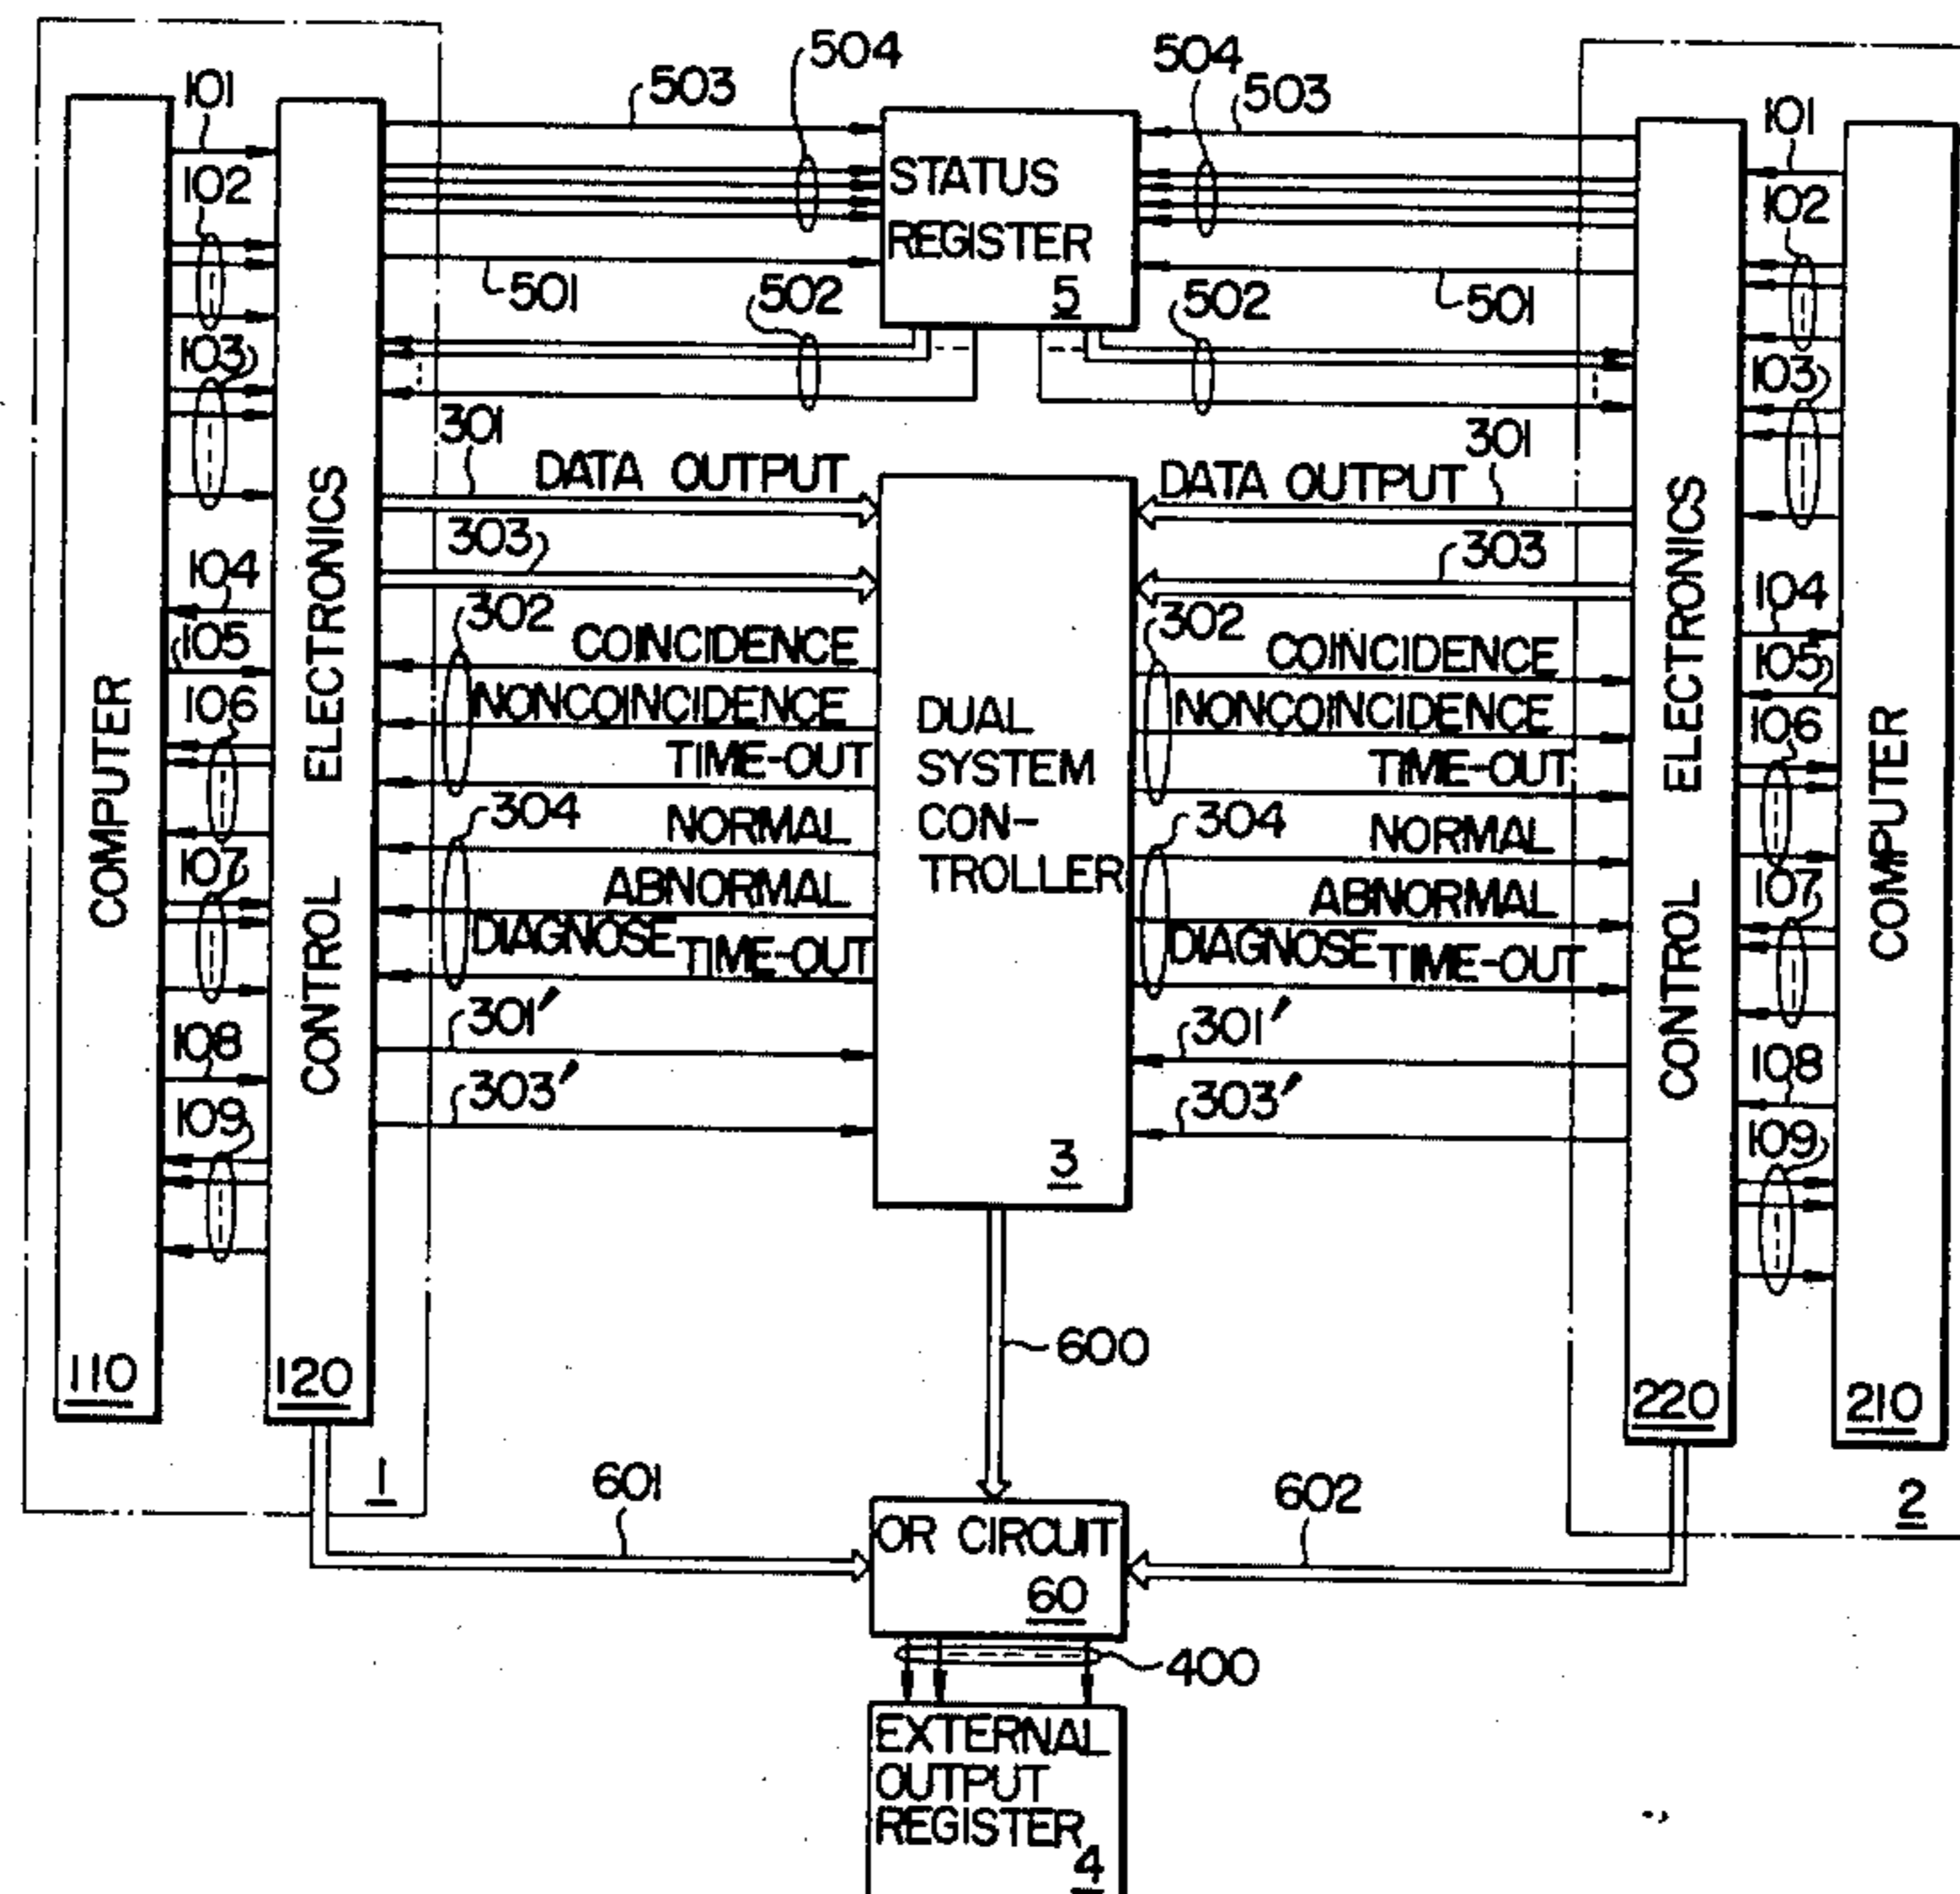 504
504
503
503
101
101
102
102
STATUS
REGISTER
5
501
501
502
502
103
103
301
301
DATA OUTPUT
DATA OUTPUT
303
303
104
104
302
302
105
105
COINCIDENCE
COINCIDENCE
106
106
NONCOINCIDENCE
NONCOINCIDENCE
TIME-OUT
TIME-OUT
DUAL
SYSTEM
CON-
TROLLER
3
304
304
NORMAL
NORMAL
107
107
ABNORMAL
ABNORMAL
DIAGNOSE TIME-OUT
DIAGNOSE TIME-OUT
301'
301'
108
108
303'
303'
109
109
COMPUTER
CONTROL ELECTRONICS
CONTROL ELECTRONICS
COMPUTER
110
120
220
210
600
1
2
601
602
OR CIRCUIT
60
400
EXTERNAL
OUTPUT
REGISTER
4